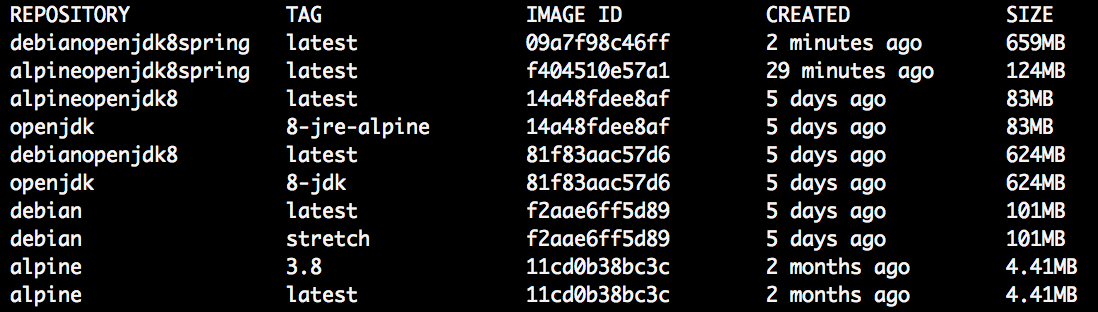 REPOSITORY TAG IMAGE ID CREATED SIZE
debianopenjdk8spring latest 09a7f98c46ff 2 minutes ago 659MB
alpineopenjdk8spring latest f404510e57a1 29 minutes ago 124MB
alpineopenjdk8 latest 14a48fdee8af 5 days ago 83MB
openjdk 8-jre-alpine 14a48fdee8af 5 days ago 83MB
debianopenjdk8 latest 81f83aac57d6 5 days ago 624MB
openjdk 8-jdk 81f83aac57d6 5 days ago 624MB
debian latest f2aae6ff5d89 5 days ago 101MB
debian stretch f2aae6ff5d89 5 days ago 101MB
alpine 3.8 11cd0b38bc3c 2 months ago 4.41MB
alpine latest 11cd0b38bc3c 2 months ago 4.41MB